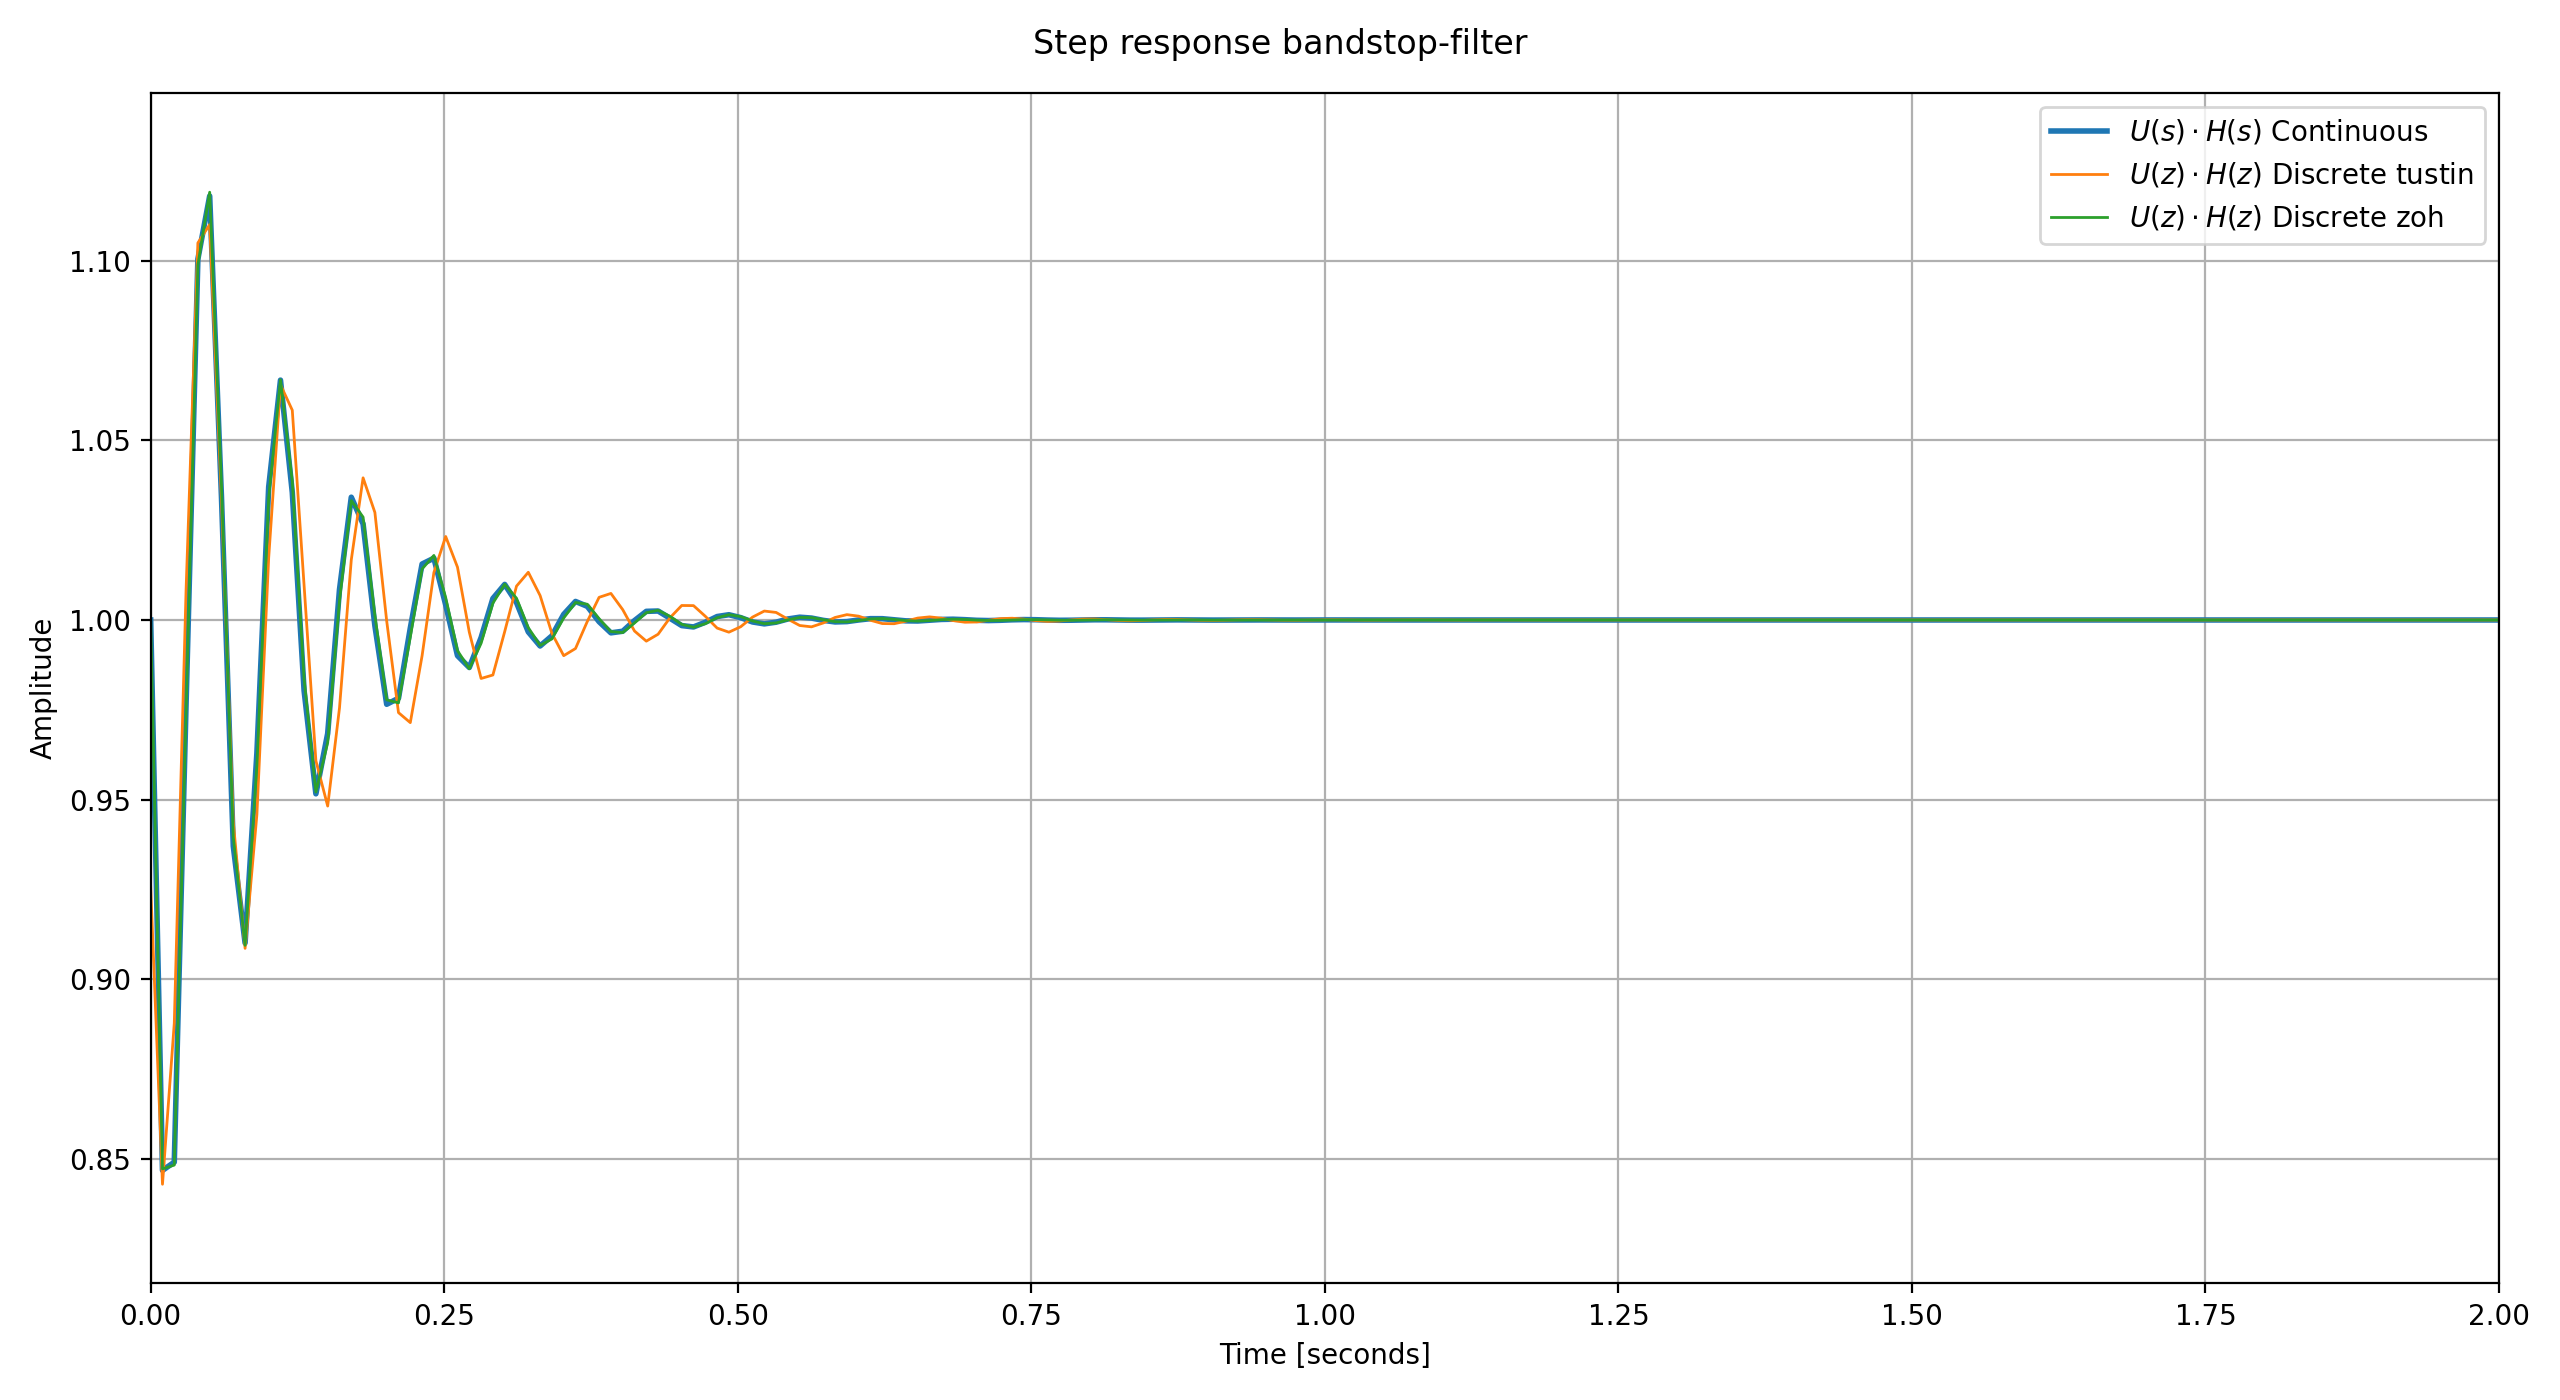 Step response bandstop-filter
U(s) · H(s) Continuous
U(z) · H(z) Discrete tustin
U(z) · H(z) Discrete zoh
1.10
1.05
1.00
0.95
0.90
0.85
Amplitude
0.00 0.25 0.50 0.75 1.00 1.25 1.50 1.75 2.00
Time [seconds]